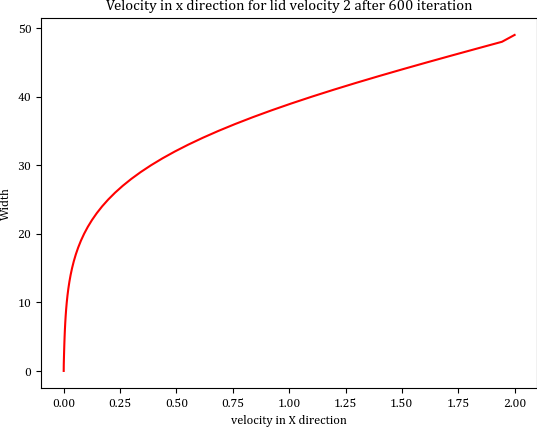 Velocity in x direction for lid velocity 2 after 600 iteration
50
40
30
20
10
0
Width
0.00 0.25 0.50 0.75 1.00 1.25 1.50 1.75 2.00
velocity in X direction